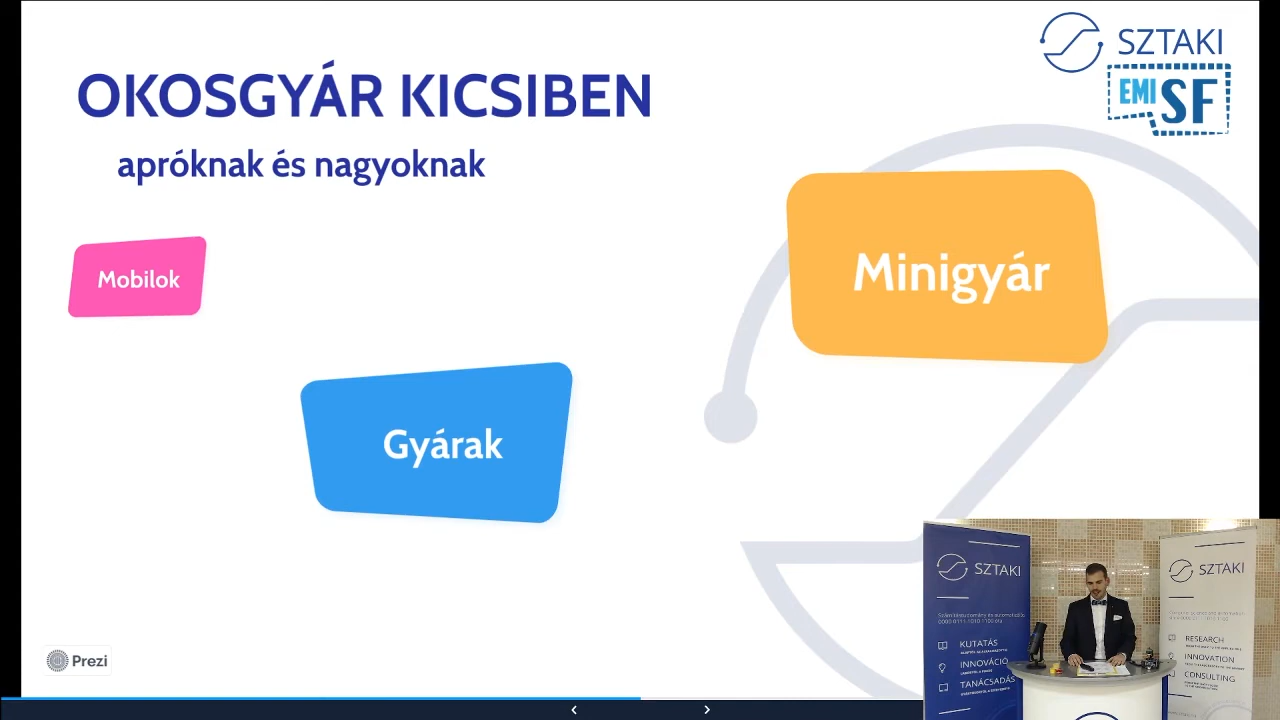 OKOSGYÁR KICSIBEN
apróknak és nagyoknak
SZTAKI
EMI SF
Mobilok
Minigyár
Gyárak
Prezi
SZTAKI
KUTATÁS
INNOVÁCIÓ
TANÁCSADÁS
SZTAKI
RESEARCH
INNOVATION
CONSULTING